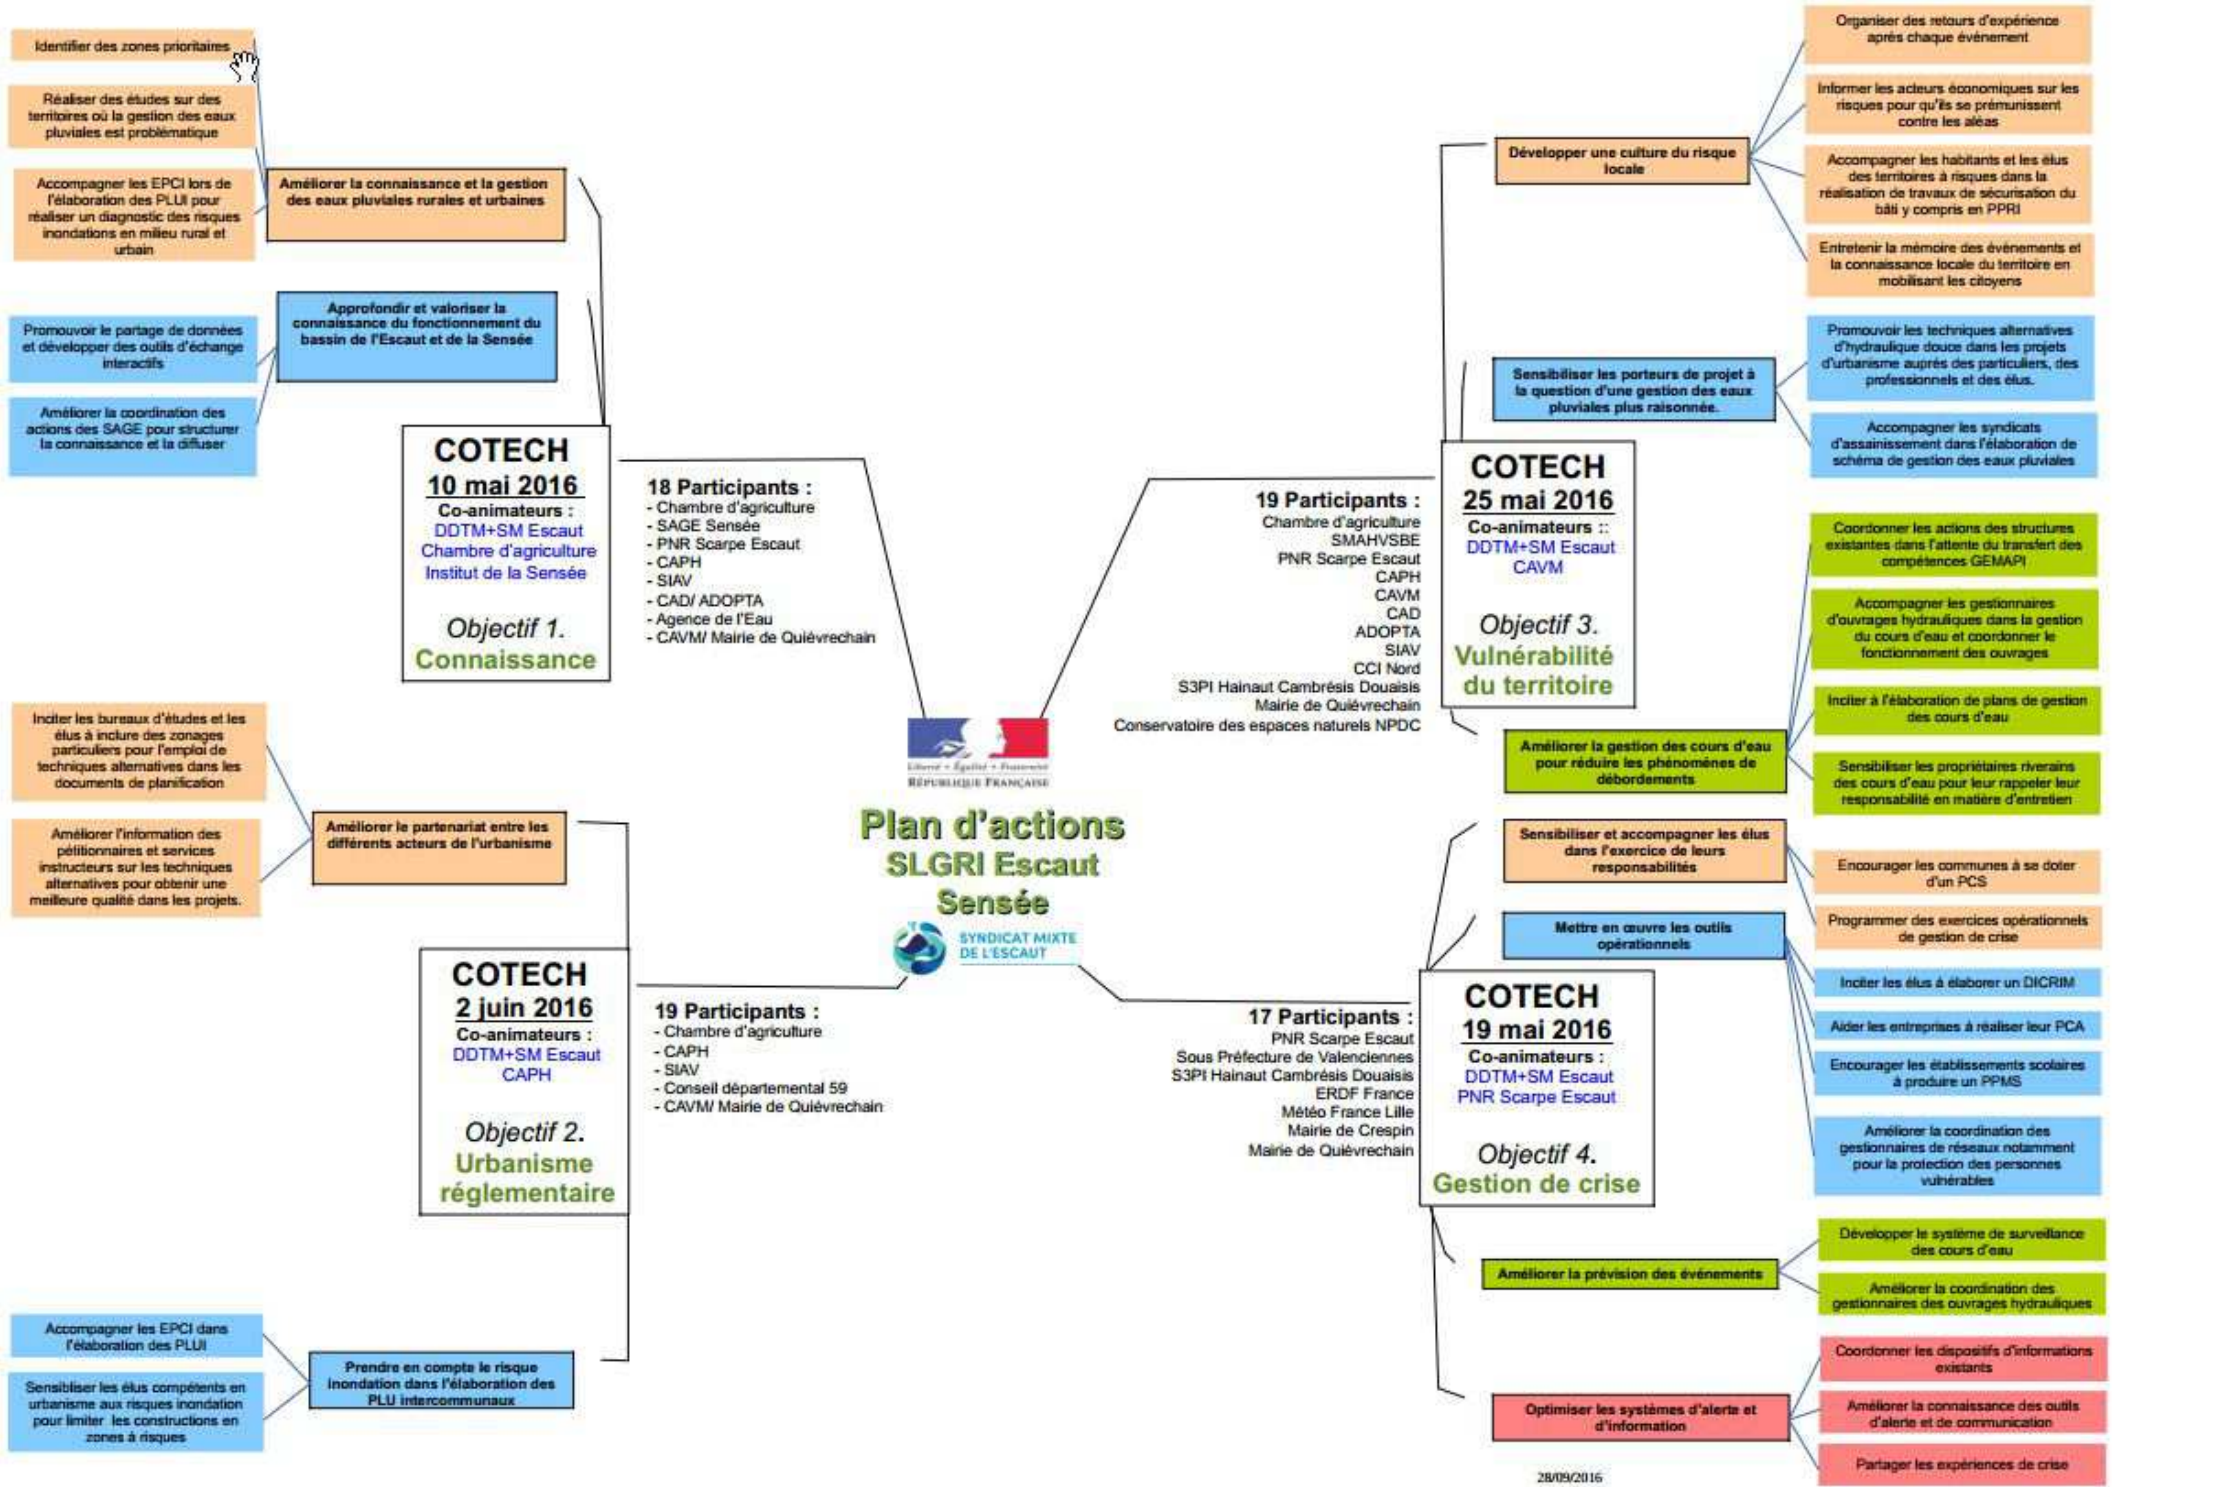 Identifier des zones prioritaires
Réaliser des études sur des
territoires où la gestion des eaux
pluviales est problématique
Accompagner les EPCI lors de
l'élaboration des PLUI pour
réaliser un diagnostic des risques
inondations en milieu rural et
urbain
Améliorer la connaissance et la gestion
des eaux pluviales rurales et urbaines
Approfondir et valoriser la
connaissance du fonctionnement du
bassin de l'Escaut et de la Sensée
Promouvoir le partage de données
et développer des outils d'échange
interactifs
Améliorer la coordination des
actions des SAGE pour structurer
la connaissance et la diffuser
COTECH
10 mai 2016
Co-animateurs :
DDTM+SM Escaut
Chambre d'agriculture
Institut de la Sensée
Objectif 1.
Connaissance
18 Participants :
- Chambre d'agriculture
- SAGE Sensée
- PNR Scarpe Escaut
- CAPH
- SIAV
- CAD/ ADOPTA
- Agence de l'Eau
- CAVM/ Mairie de Quiévrechain
Inciter les bureaux d'études et les
élus à inclure des zonages
particuliers pour l'emploi de
techniques alternatives dans les
documents de planification
Améliorer l'information des
pétitionnaires et services
instructeurs sur les techniques
alternatives pour obtenir une
meilleure qualité dans les projets.
Améliorer le partenariat entre les
différents acteurs de l'urbanisme
COTECH
2 juin 2016
Co-animateurs :
DDTM+SM Escaut
CAPH
Objectif 2.
Urbanisme
réglementaire
19 Participants :
- Chambre d'agriculture
- CAPH
- SIAV
- Conseil départemental 59
- CAVM/ Mairie de Quiévrechain
Accompagner les EPCI dans
l'élaboration des PLUI
Sensibliser les élus compétents en
urbanisme aux risques inondation
pour limiter les constructions en
zones à risques
Prendre en compte le risque
inondation dans l'élaboration des
PLU intercommunaux
Liberté • Égalité • Fraternité
RÉPUBLIQUE FRANÇAISE
Plan d'actions
SLGRI Escaut
Sensée
SYNDICAT MIXTE
DE L'ESCAUT
Organiser des retours d'expérience
après chaque événement
Informer les acteurs économiques sur les
risques pour qu'ils se prémunissent
contre les aléas
Accompagner les habitants et les élus
des territoires à risques dans la
réalisation de travaux de sécurisation du
bâti y compris en PPRI
Entretenir la mémoire des événements et
la connaissance locale du territoire en
mobilisant les citoyens
Développer une culture du risque
locale
Sensibiliser les porteurs de projet à
la question d'une gestion des eaux
pluviales plus raisonnée.
Promouvoir les techniques alternatives
d'hydraulique douce dans les projets
d'urbanisme auprès des particuliers, des
professionnels et des élus.
Accompagner les syndicats
d'assainissement dans l'élaboration de
schéma de gestion des eaux pluviales
19 Participants :
Chambre d'agriculture
SMAHVSBE
PNR Scarpe Escaut
CAPH
CAVM
CAD
ADOPTA
SIAV
CCI Nord
S3PI Hainaut Cambrésis Douaisis
Mairie de Quiévrechain
Conservatoire des espaces naturels NPDC
COTECH
25 mai 2016
Co-animateurs ::
DDTM+SM Escaut
CAVM
Objectif 3.
Vulnérabilité
du territoire
Coordonner les actions des structures
existantes dans l'attente du transfert des
compétences GEMAPI
Accompagner les gestionnaires
d'ouvrages hydrauliques dans la gestion
du cours d'eau et coordonner le
fonctionnement des ouvrages
Inciter à l'élaboration de plans de gestion
des cours d'eau
Sensibiliser les propriétaires riverains
des cours d'eau pour leur rappeler leur
responsabilité en matière d'entretien
Améliorer la gestion des cours d'eau
pour réduire les phénomènes de
débordements
Sensibiliser et accompagner les élus
dans l'exercice de leurs
responsabilités
Encourager les communes à se doter
d'un PCS
Programmer des exercices opérationnels
de gestion de crise
Mettre en œuvre les outils
opérationnels
Inciter les élus à élaborer un DICRIM
Aider les entreprises à réaliser leur PCA
Encourager les établissements scolaires
à produire un PPMS
Améliorer la coordination des
gestionnaires de réseaux notamment
pour la protection des personnes
vulnérables
17 Participants :
PNR Scarpe Escaut
Sous Préfecture de Valenciennes
S3PI Hainaut Cambrésis Douaisis
ERDF France
Météo France Lille
Mairie de Crespin
Mairie de Quiévrechain
COTECH
19 mai 2016
Co-animateurs :
DDTM+SM Escaut
PNR Scarpe Escaut
Objectif 4.
Gestion de crise
Améliorer la prévision des événements
Développer le système de surveillance
des cours d'eau
Améliorer la coordination des
gestionnaires des ouvrages hydrauliques
Optimiser les systèmes d'alerte et
d'information
Coordonner les dispositifs d'informations
existants
Améliorer la connaissance des outils
d'alerte et de communication
Partager les expériences de crise
28/09/2016